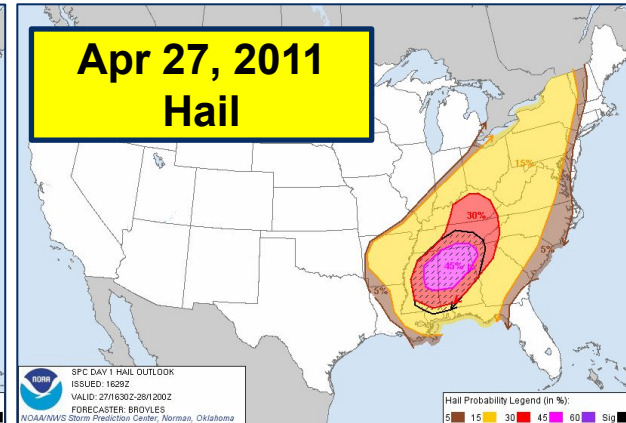 Apr 27, 2011
Hail
15%
30%
45%
5%
5%
NOAA
SPC DAY 1 HAIL OUTLOOK
ISSUED: 1629Z
VALID: 27/1630Z-28/1200Z
FORECASTER: BROYLES
NOAA/NWS Storm Prediction Center, Norman, Oklahoma
Hail Probability Legend (in %):
5 15 30 45 60 Sig